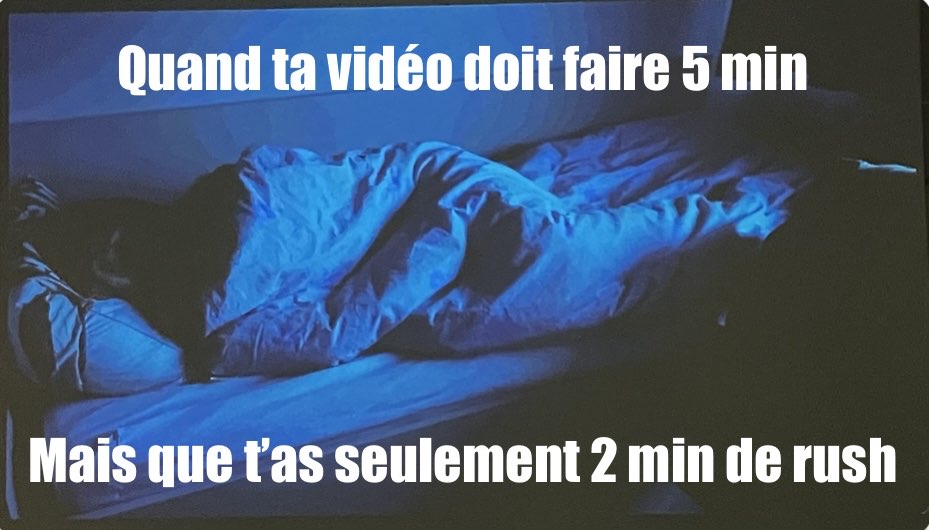 Quand ta vidéo doit faire 5 min
Mais que t’as seulement 2 min de rush